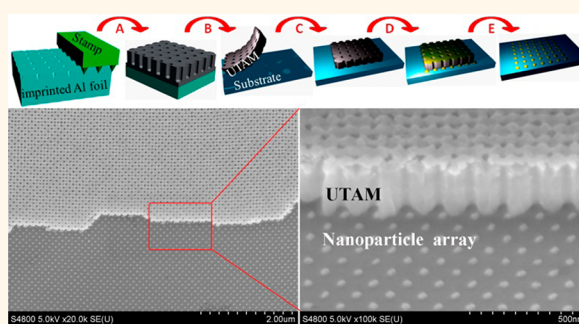 A B C D E
Stamp
imprinted Al foil
UTAM
Substrate
UTAM
Nanoparticle array
S4800 5.0kV x20.0k SE(U) 2.00um
S4800 5.0kV x100k SE(U) 500nm